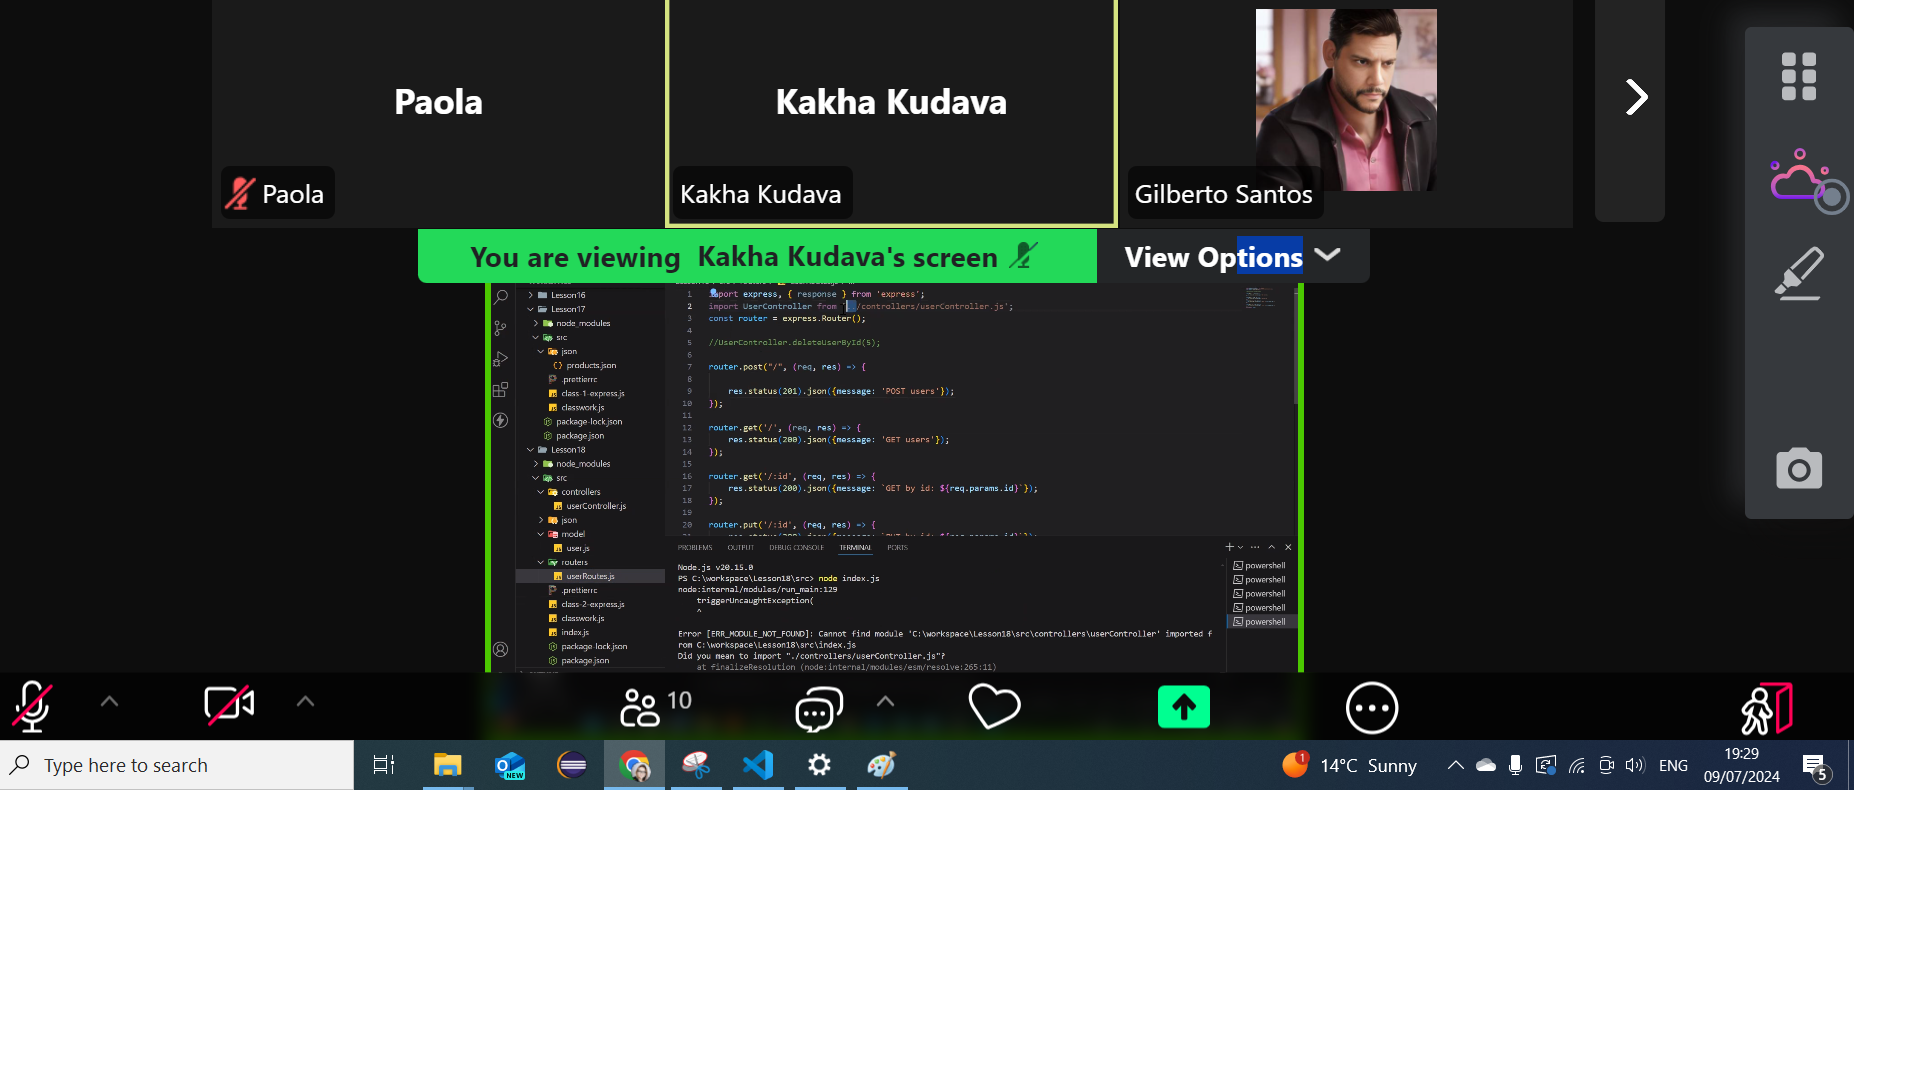 Paola
Kakha Kudava
Paola
Kakha Kudava
Gilberto Santos
You are viewing Kakha Kudava's screen
View Options
Lesson16
Lesson17
node_modules
src
json
products.json
.prettierrc
class-1-express.js
classwork.js
package-lock.json
package.json
Lesson18
node_modules
src
controllers
userController.js
json
model
user.js
routers
userRoutes.js
.prettierrc
class-2-express.js
classwork.js
index.js
package-lock.json
package.json
1 import express, { response } from 'express';
2 import UserController from '../controllers/userController.js';
3 const router = express.Router();
4
5 //UserController.deleteUserById(5);
6
7 router.post("/", (req, res) => {
8
9 res.status(201).json({message: 'POST users'});
10 });
11
12 router.get('/', (req, res) => {
13 res.status(200).json({message: 'GET users'});
14 });
15
16 router.get('/:id', (req, res) => {
17 res.status(200).json({message: `GET by id: ${req.params.id}`});
18 });
19
20 router.put('/:id', (req, res) => {
PROBLEMS OUTPUT DEBUG CONSOLE TERMINAL PORTS
Node.js v20.15.0
PS C:\workspace\Lesson18\src> node index.js
node:internal/modules/run_main:129
triggerUncaughtException(
^
Error [ERR_MODULE_NOT_FOUND]: Cannot find module 'C:\workspace\Lesson18\src\controllers\userController' imported f
rom C:\workspace\Lesson18\src\index.js
Did you mean to import "./controllers/userController.js"?
at finalizeResolution (node:internal/modules/esm/resolve:265:11)
powershell
powershell
powershell
powershell
powershell
10
Type here to search
NEW
1
14°C Sunny
ENG
19:29
09/07/2024
5